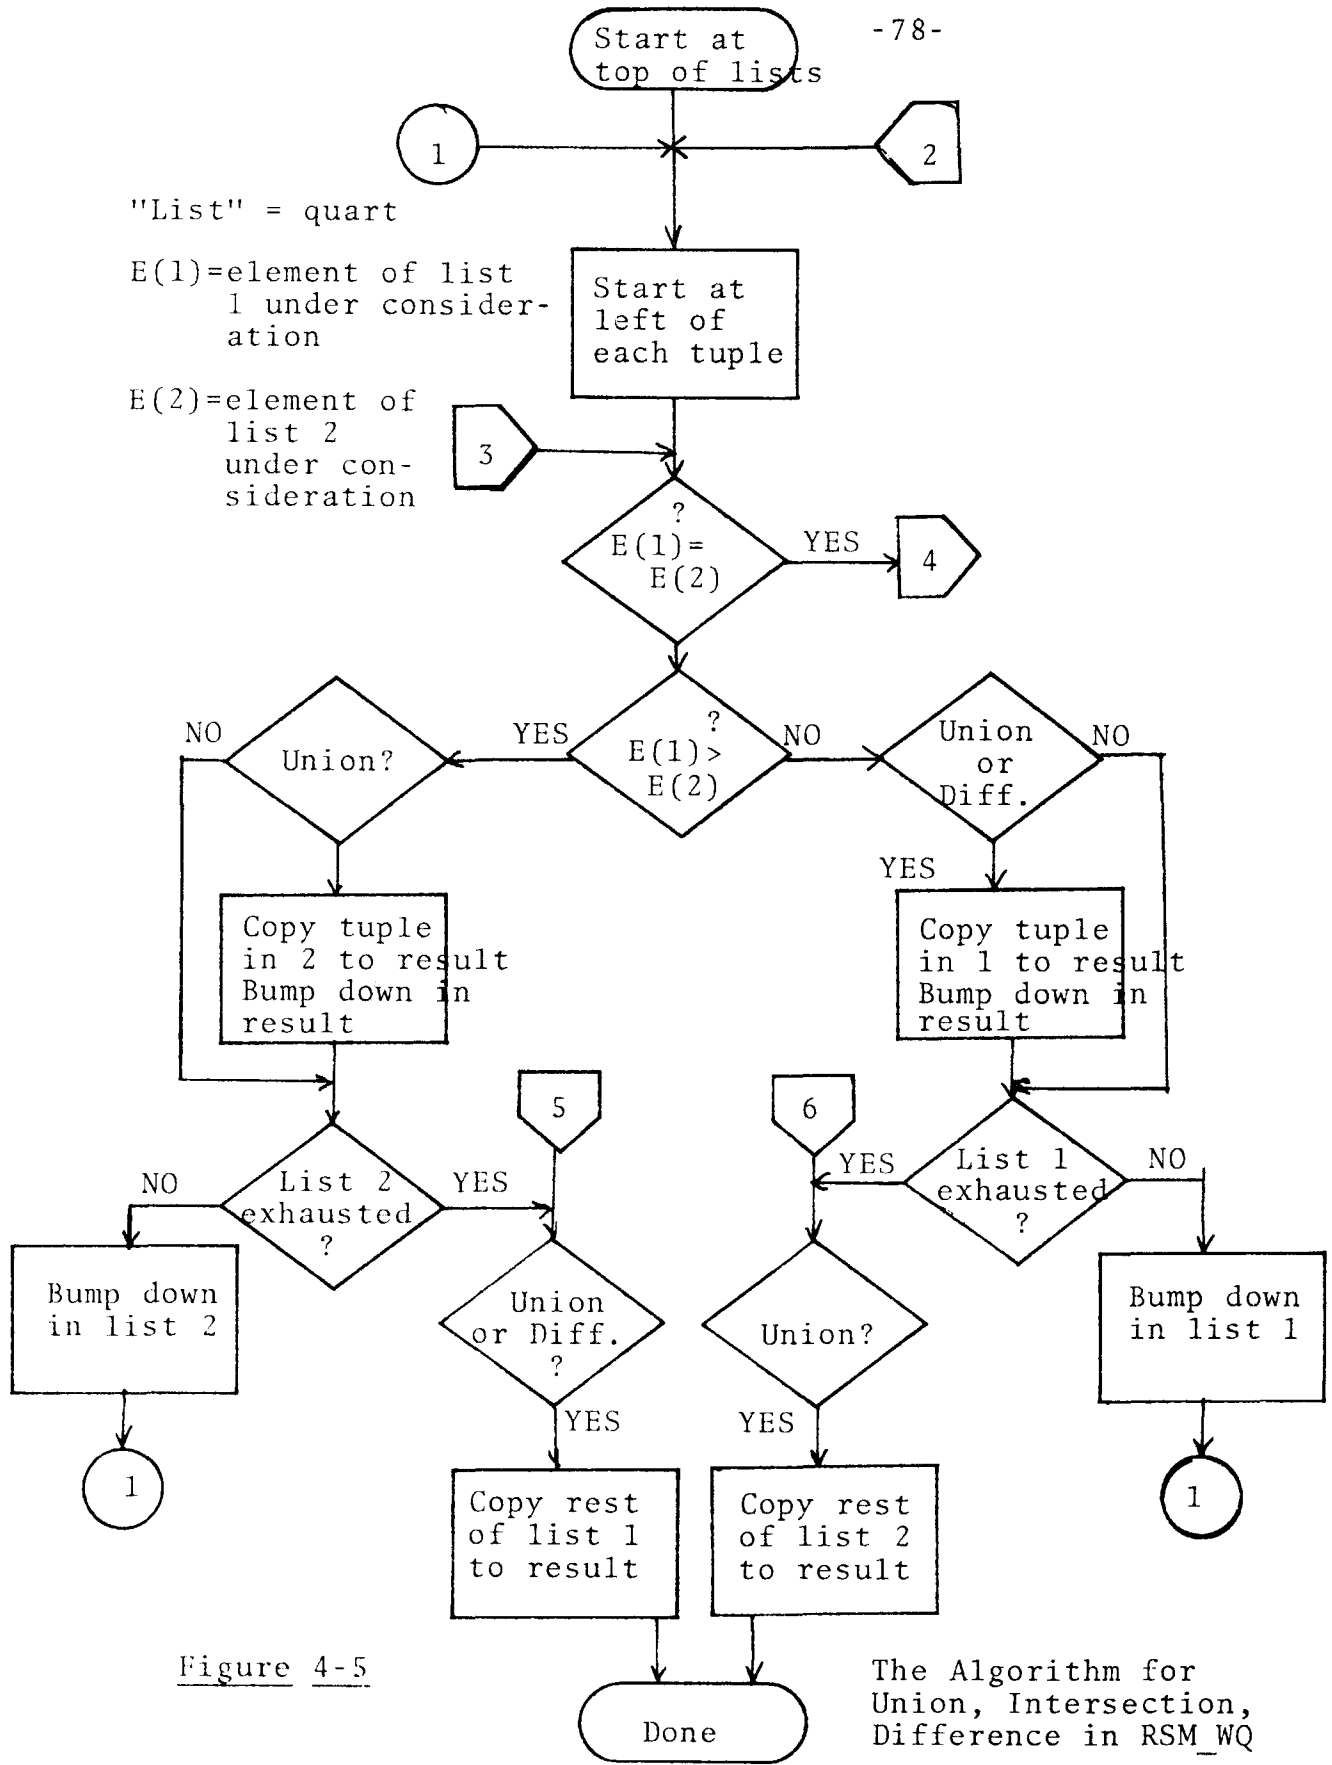 -78-
Start at
top of lists
1
2
"List" = quart
E(1)=element of list
1 under consider-
ation
Start at
left of
each tuple
E(2)=element of
list 2
under con-
sideration
3
?
E(1)=
E(2)
YES
4
NO
Union?
YES
?
E(1)>
E(2)
NO
Union
or
Diff.
NO
YES
Copy tuple
in 2 to result
Bump down in
result
Copy tuple
in 1 to result
Bump down in
result
5
6
NO
List 2
exhausted
?
YES
YES
List 1
exhausted
?
NO
Bump down
in list 2
Union
or Diff.
?
Union?
Bump down
in list 1
YES
YES
1
Copy rest
of list 1
to result
Copy rest
of list 2
to result
1
Figure 4-5
Done
The Algorithm for
Union, Intersection,
Difference in RSM_WQ